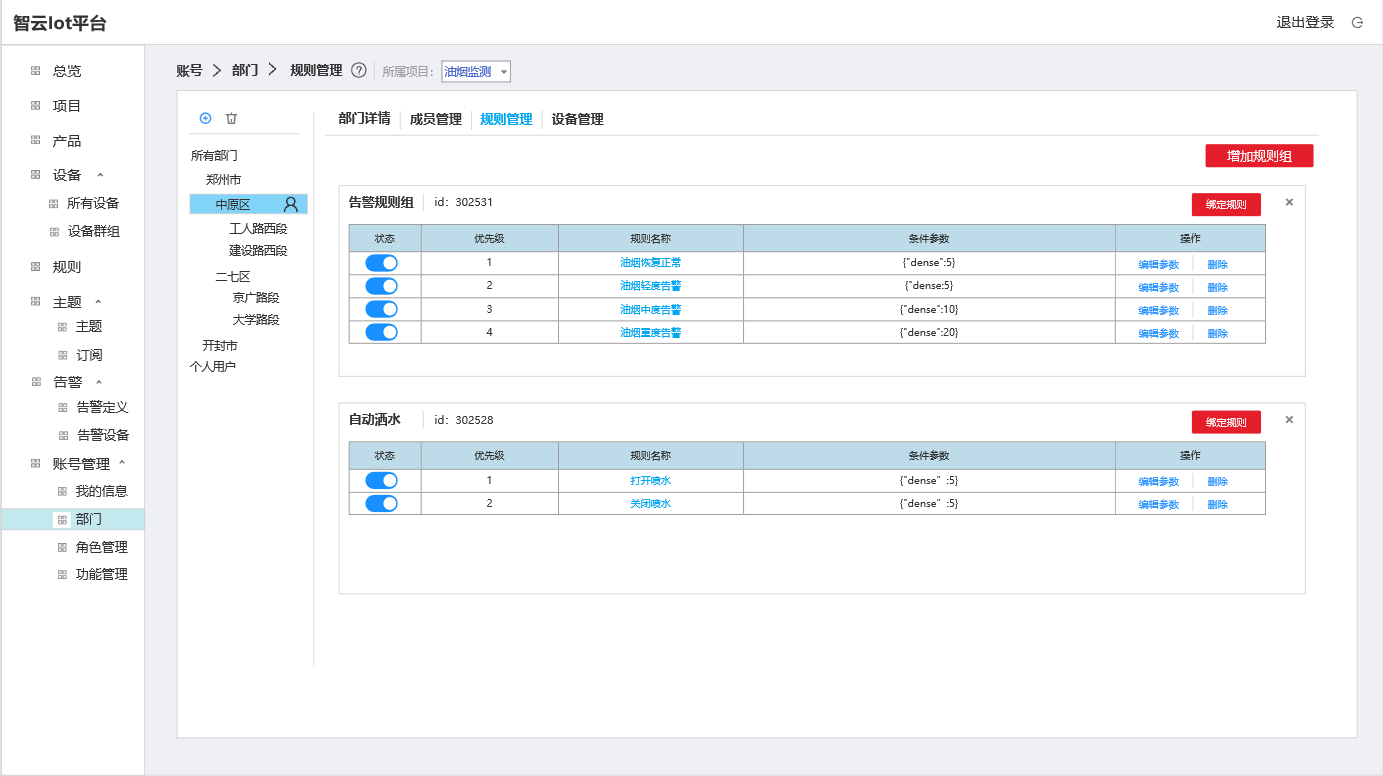 智云Iot平台
退出登录
总览
项目
产品
设备
所有设备
设备群组
规则
主题
主题
订阅
告警
告警定义
告警设备
账号管理
我的信息
部门
角色管理
功能管理
账号 > 部门 > 规则管理 ? 所属项目: 油烟监测
所有部门
郑州市
中原区
工人路西段
建设路西段
二七区
京广路段
大学路段
开封市
个人用户
部门详情 成员管理 规则管理 设备管理
增加规则组
告警规则组 id: 302531 绑定规则 ×
状态 优先级 规则名称 条件参数 操作
1 油烟恢复正常 {"dense":5} 编辑参数 删除
2 油烟轻度告警 {"dense:5} 编辑参数 删除
3 油烟中度告警 {"dense":10} 编辑参数 删除
4 油烟重度告警 {"dense":20} 编辑参数 删除
自动洒水 id: 302528 绑定规则 ×
状态 优先级 规则名称 条件参数 操作
1 打开喷水 {"dense” :5} 编辑参数 删除
2 关闭喷水 {"dense” :5} 编辑参数 删除